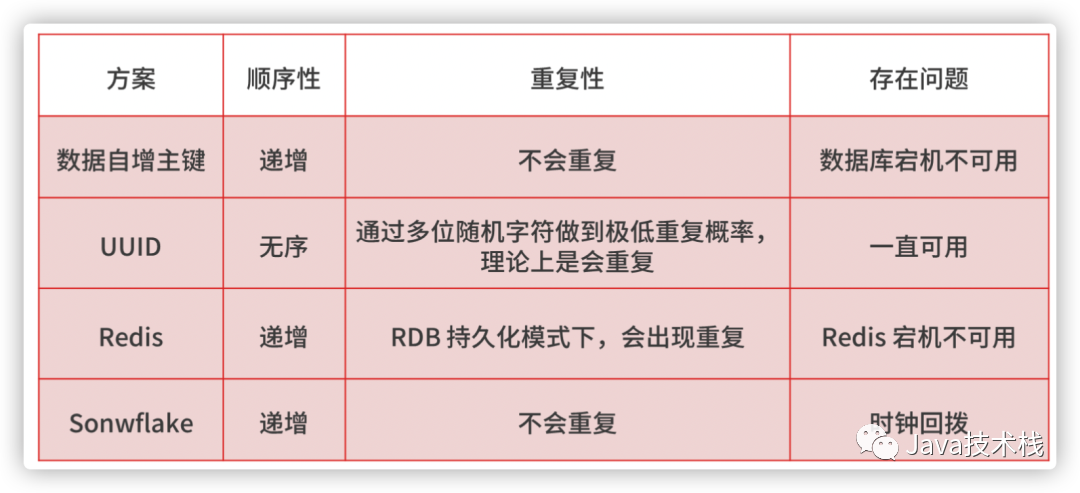 方案 顺序性 重复性 存在问题
数据自增主键 递增 不会重复 数据库宕机不可用
UUID 无序 通过多位随机字符做到极低重复概率，
理论上是会重复 一直可用
Redis 递增 RDB 持久化模式下，会出现重复 Redis 宕机不可用
Sonwflake 递增 不会重复 时钟回拨
Java技术栈